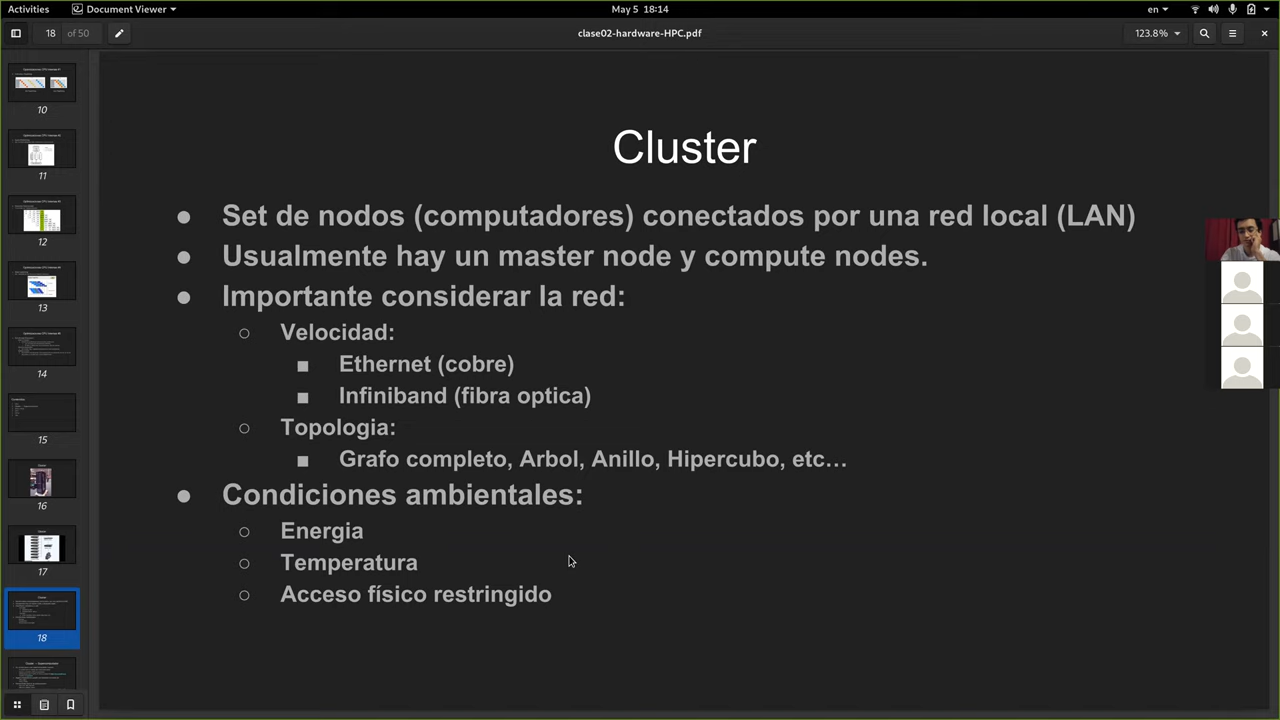 Activities
Document Viewer
May 5 18:14
en
18 of 50
clase02-hardware-HPC.pdf
123.8%
10
11
12
13
14
15
16
17
18
Cluster
Set de nodos (computadores) conectados por una red local (LAN)
Usualmente hay un master node y compute nodes.
Importante considerar la red:
Velocidad:
Ethernet (cobre)
Infiniband (fibra optica)
Topologia:
Grafo completo, Arbol, Anillo, Hipercubo, etc...
Condiciones ambientales:
Energia
Temperatura
Acceso físico restringido